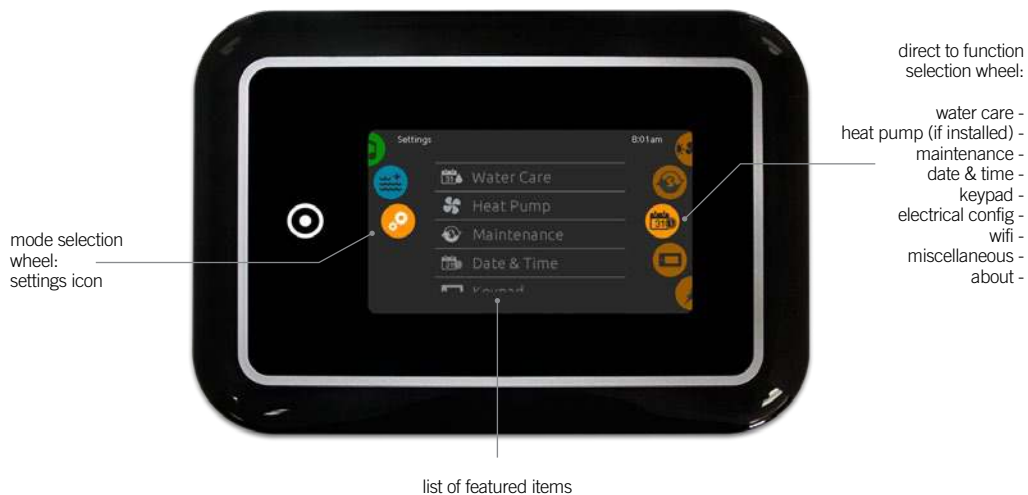 direct to function
selection wheel:
water care -
heat pump (if installed) -
maintenance -
date & time -
keypad -
electrical config -
wifi -
miscellaneous -
about -
mode selection
wheel:
settings icon
Settings
8:01am
Water Care
Heat Pump
Maintenance
Date & Time
Keypad
list of featured items